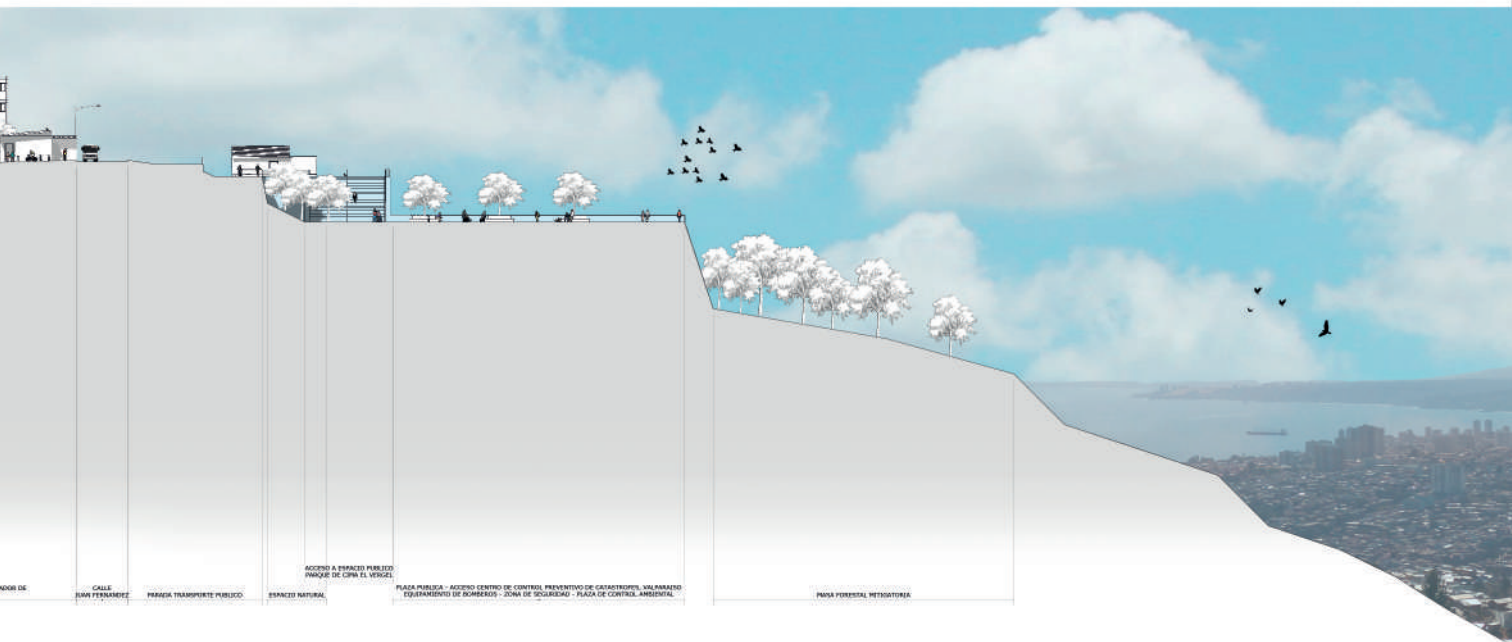 ADOR DE
CALLE
JUAN FERNANDEZ
PARADA TRANSPORTE PUBLICO
ESPACIO NATURAL
ACCESO A ESPACIO PUBLICO
PARQUE DE CIMA EL VERGEL
PLAZA PUBLICA - ACCESO CENTRO DE CONTROL PREVENTIVO DE CATASTROFES, VALPARAISO
EQUIPAMIENTO DE BOMBEROS - ZONA DE SEGURIDAD - PLAZA DE CONTROL AMBIENTAL
MASA FORESTAL MITIGATORIA